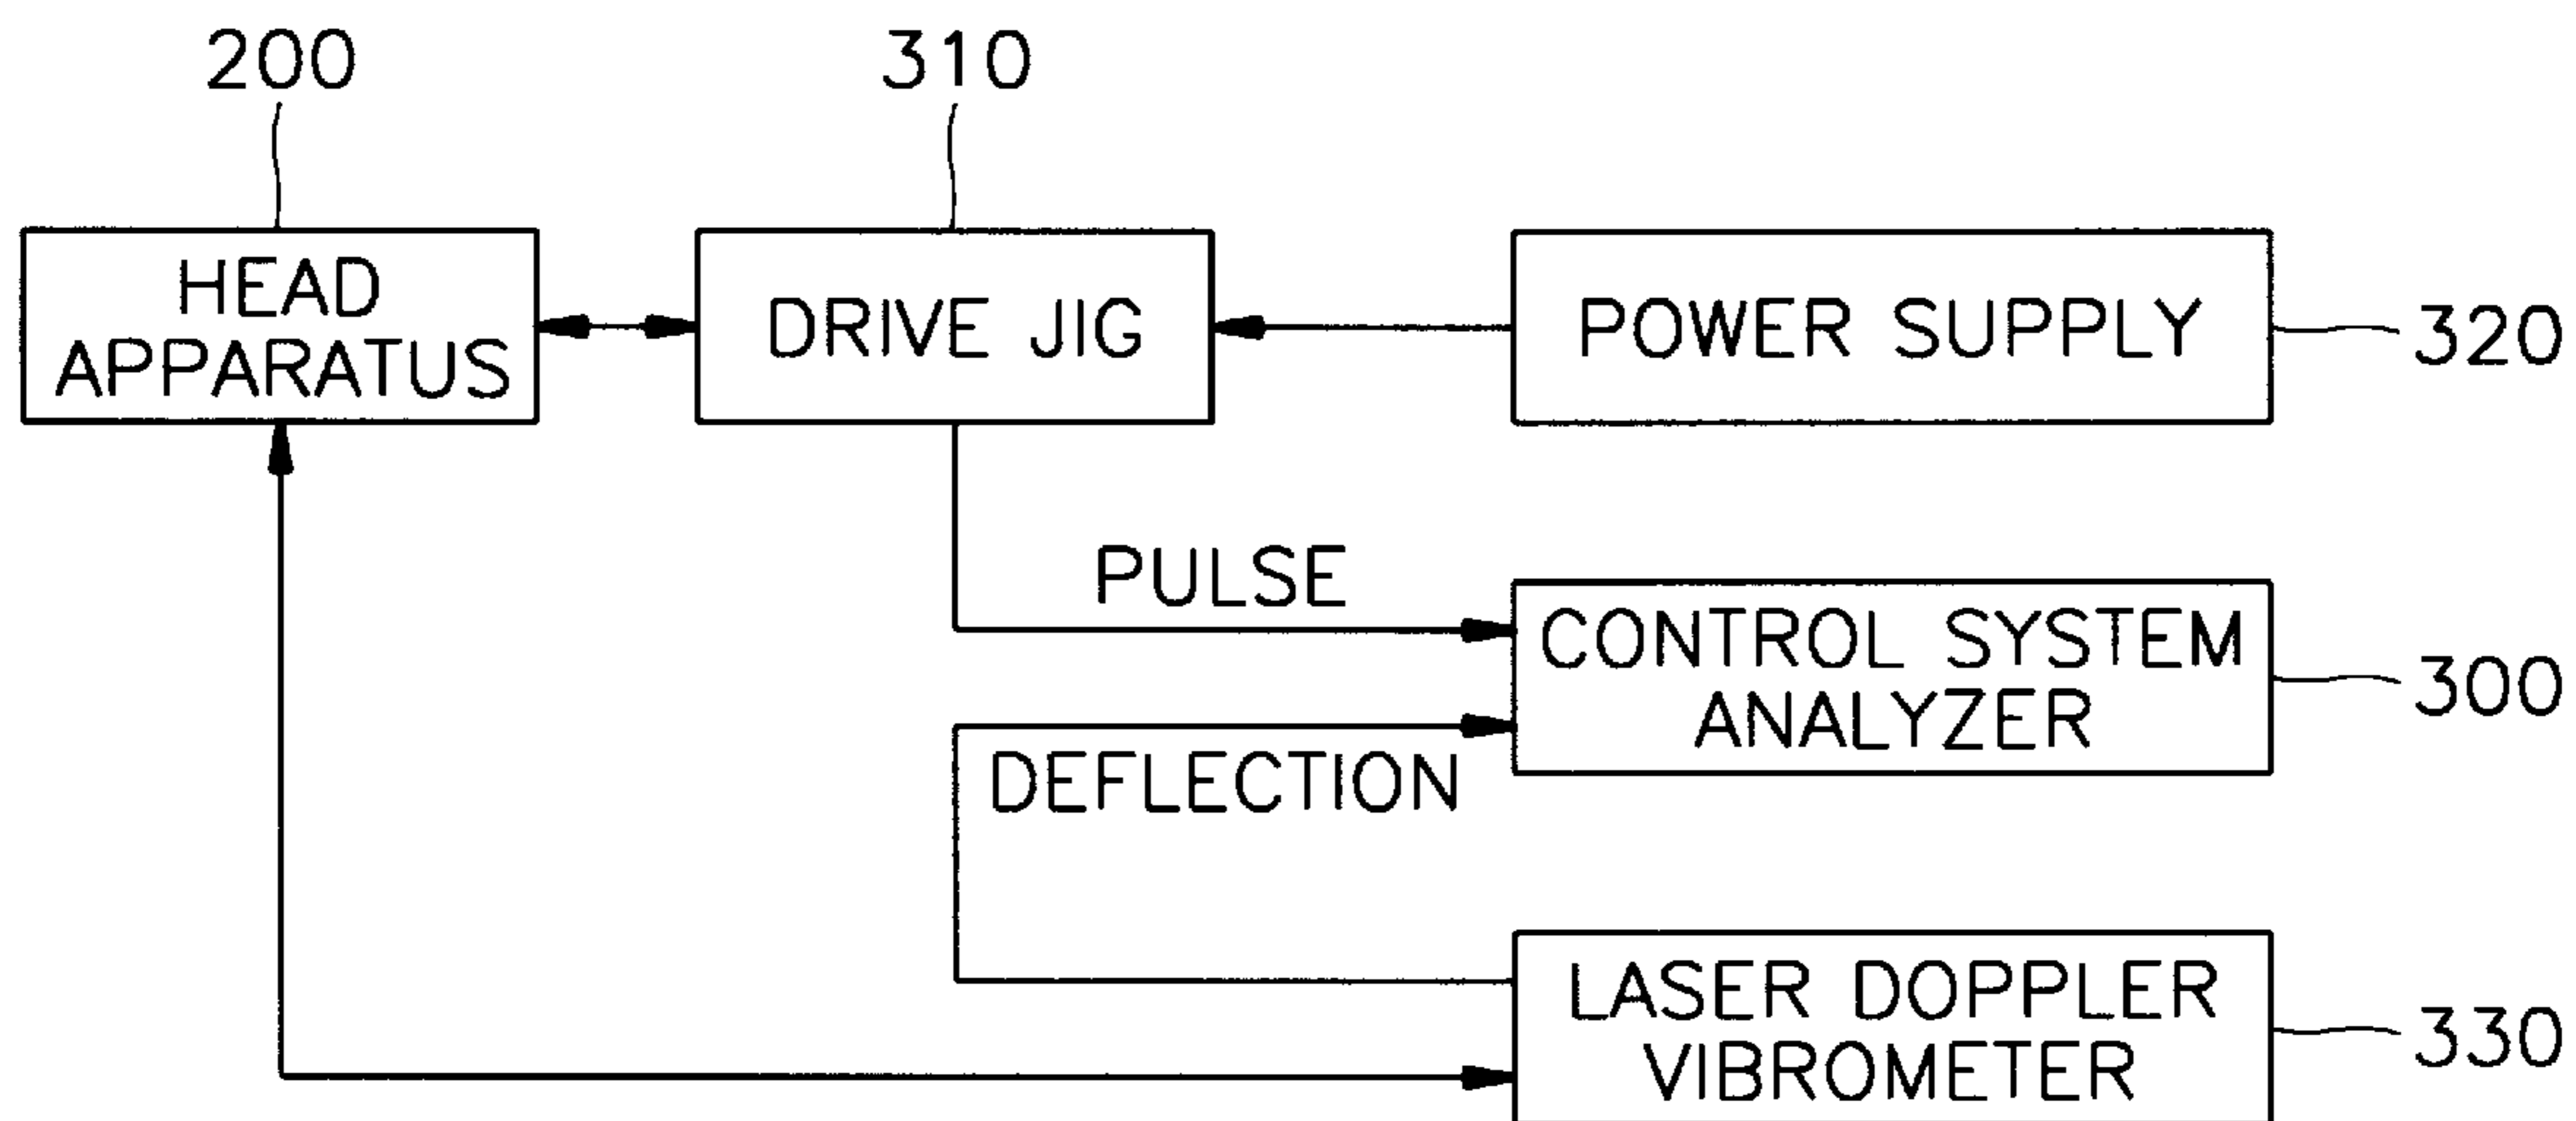 200
310
HEAD
APPARATUS
DRIVE JIG
POWER SUPPLY
320
PULSE
CONTROL SYSTEM
ANALYZER
300
DEFLECTION
LASER DOPPLER
VIBROMETER
330